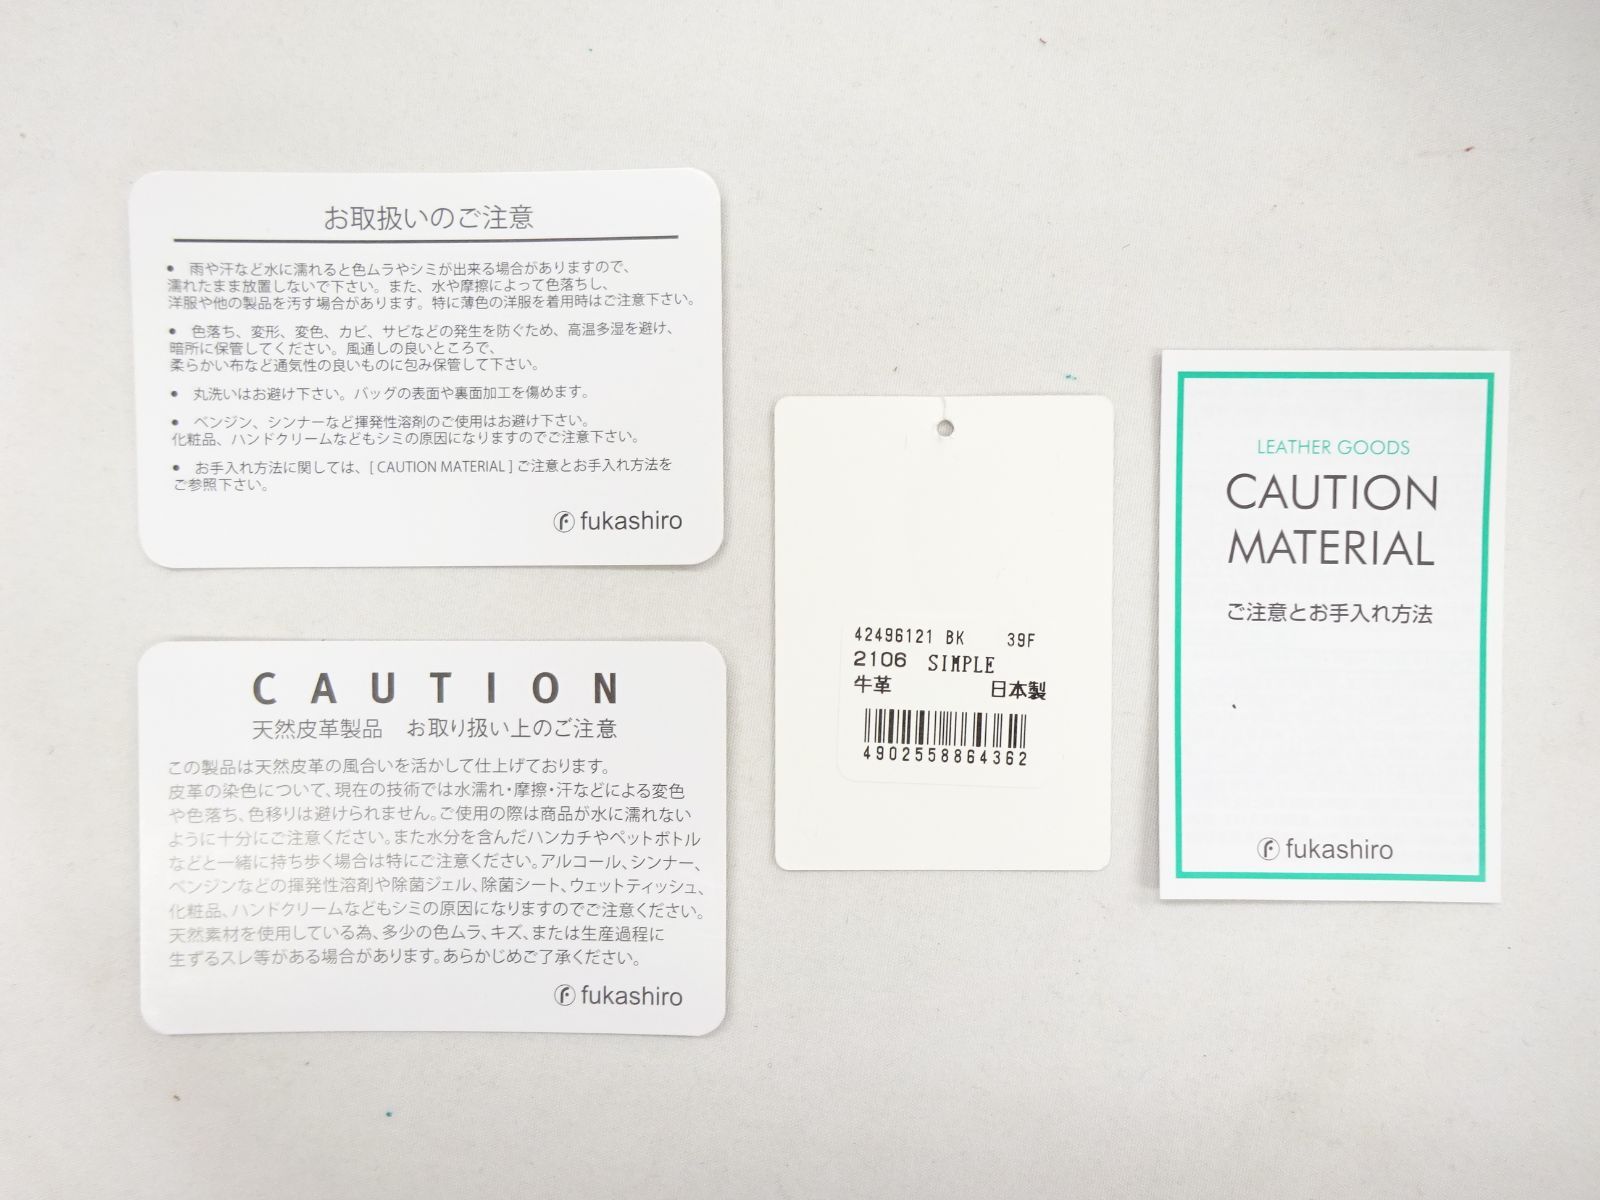 お取扱いのご注意
● 雨や汗など水に濡れると色ムラやシミが出来る場合がありますので、
濡れたまま放置しないで下さい。また、水や摩擦によって色落ちし、
洋服や他の製品を汚す場合があります。特に薄色の洋服を着用時はご注意下さい。
● 色落ち、変形、変色、カビ、サビなどの発生を防ぐため、高温多湿を避け、
暗所に保管してください。風通しの良いところで、
柔らかい布など通気性の良いものに包み保管して下さい。
● 丸洗いはお避け下さい。バッグの表面や裏面加工を傷めます。
● ベンジン、シンナーなど揮発性溶剤のご使用はお避け下さい。
化粧品、ハンドクリームなどもシミの原因になりますのでご注意下さい。
● お手入れ方法に関しては、[ CAUTION MATERIAL ] ご注意とお手入れ方法を
ご参照下さい。
fukashiro
CAUTION
天然皮革製品 お取り扱い上のご注意
この製品は天然皮革の風合いを活かして仕上げております。
皮革の染色について、現在の技術では水濡れ・摩擦・汗などによる変色
や色落ち、色移りは避けられません。ご使用の際は商品が水に濡れない
ように十分にご注意ください。また水分を含んだハンカチやペットボトル
などと一緒に持ち歩く場合は特にご注意ください。アルコール、シンナー、
ベンジンなどの揮発性溶剤や除菌ジェル、除菌シート、ウェットティッシュ、
化粧品、ハンドクリームなどもシミの原因になりますのでご注意ください。
天然素材を使用している為、多少の色ムラ、キズ、または生産過程に
生ずるスレ等がある場合があります。あらかじめご了承ください。
fukashiro
42496121 BK 39F
2106 SIMPLE
牛革 日本製
4902558864362
LEATHER GOODS
CAUTION
MATERIAL
ご注意とお手入れ方法
fukashiro